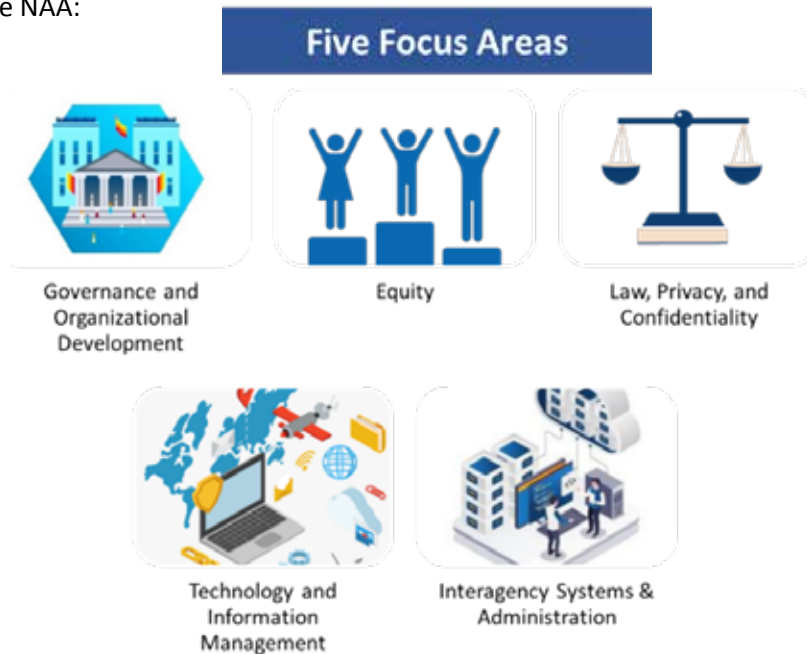 e NAA:
Five Focus Areas
Governance and
Organizational
Development
Equity
Law, Privacy, and
Confidentiality
Technology and
Information
Management
Interagency Systems &
Administration